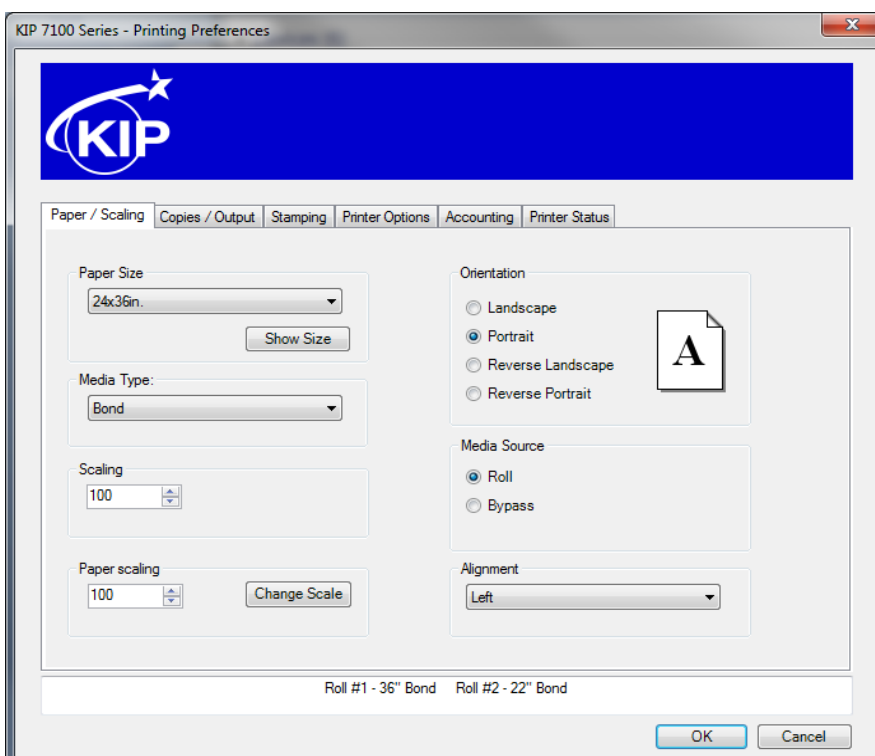 KIP 7100 Series - Printing Preferences
KIP
Paper / Scaling
Copies / Output
Stamping
Printer Options
Accounting
Printer Status
Paper Size
24x36in.
Show Size
Media Type:
Bond
Scaling
100
Paper scaling
100
Change Scale
Orientation
Landscape
Portrait
Reverse Landscape
Reverse Portrait
A
Media Source
Roll
Bypass
Alignment
Left
Roll #1 - 36" Bond Roll #2 - 22" Bond
OK
Cancel